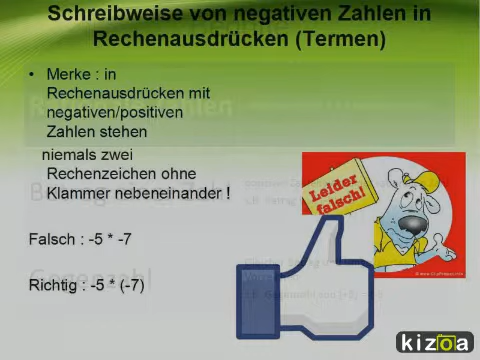 Schreibweise von negativen Zahlen in
Rechenausdrücken (Termen)
• Merke : in
Rechenausdrücken mit
negativen/positiven
Zahlen stehen
niemals zwei
Rechenzeichen ohne
Klammer nebeneinander !
Leider
falsch!
Falsch : -5 * -7
Richtig : -5 * (-7)
kizoa